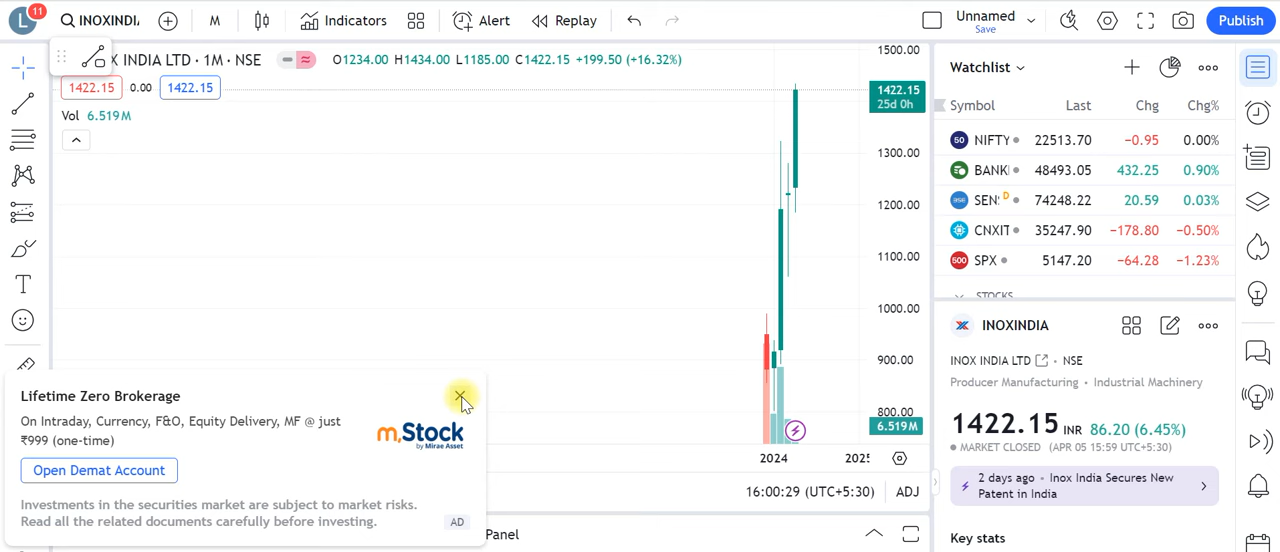 L 11 INOXINDI M Indicators Alert Replay Unnamed Save Publish
X INDIA LTD · 1M · NSE O1234.00 H1434.00 L1185.00 C1422.15 +199.50 (+16.32%)
1422.15 0.00 1422.15
Vol 6.519M
1500.00
1422.15
25d 0h
1300.00
1200.00
1100.00
1000.00
900.00
800.00
6.519M
2024 2025
16:00:29 (UTC+5:30) ADJ
Panel
Lifetime Zero Brokerage
On Intraday, Currency, F&O, Equity Delivery, MF @ just
₹999 (one-time)
m.Stock
by Mirae Asset
Open Demat Account
Investments in the securities market are subject to market risks.
Read all the related documents carefully before investing.
AD
Watchlist
Symbol Last Chg Chg%
50 NIFTY 22513.70 −0.95 0.00%
BANK 48493.05 432.25 0.90%
BSE SEN D 74248.22 20.59 0.03%
CNXIT 35247.90 −178.80 −0.50%
500 SPX 5147.20 −64.28 −1.23%
STOCKS
INOXINDIA
INOX INDIA LTD · NSE
Producer Manufacturing · Industrial Machinery
1422.15 INR 86.20 (6.45%)
MARKET CLOSED (APR 05 15:59 UTC+5:30)
2 days ago · Inox India Secures New
Patent in India
Key stats